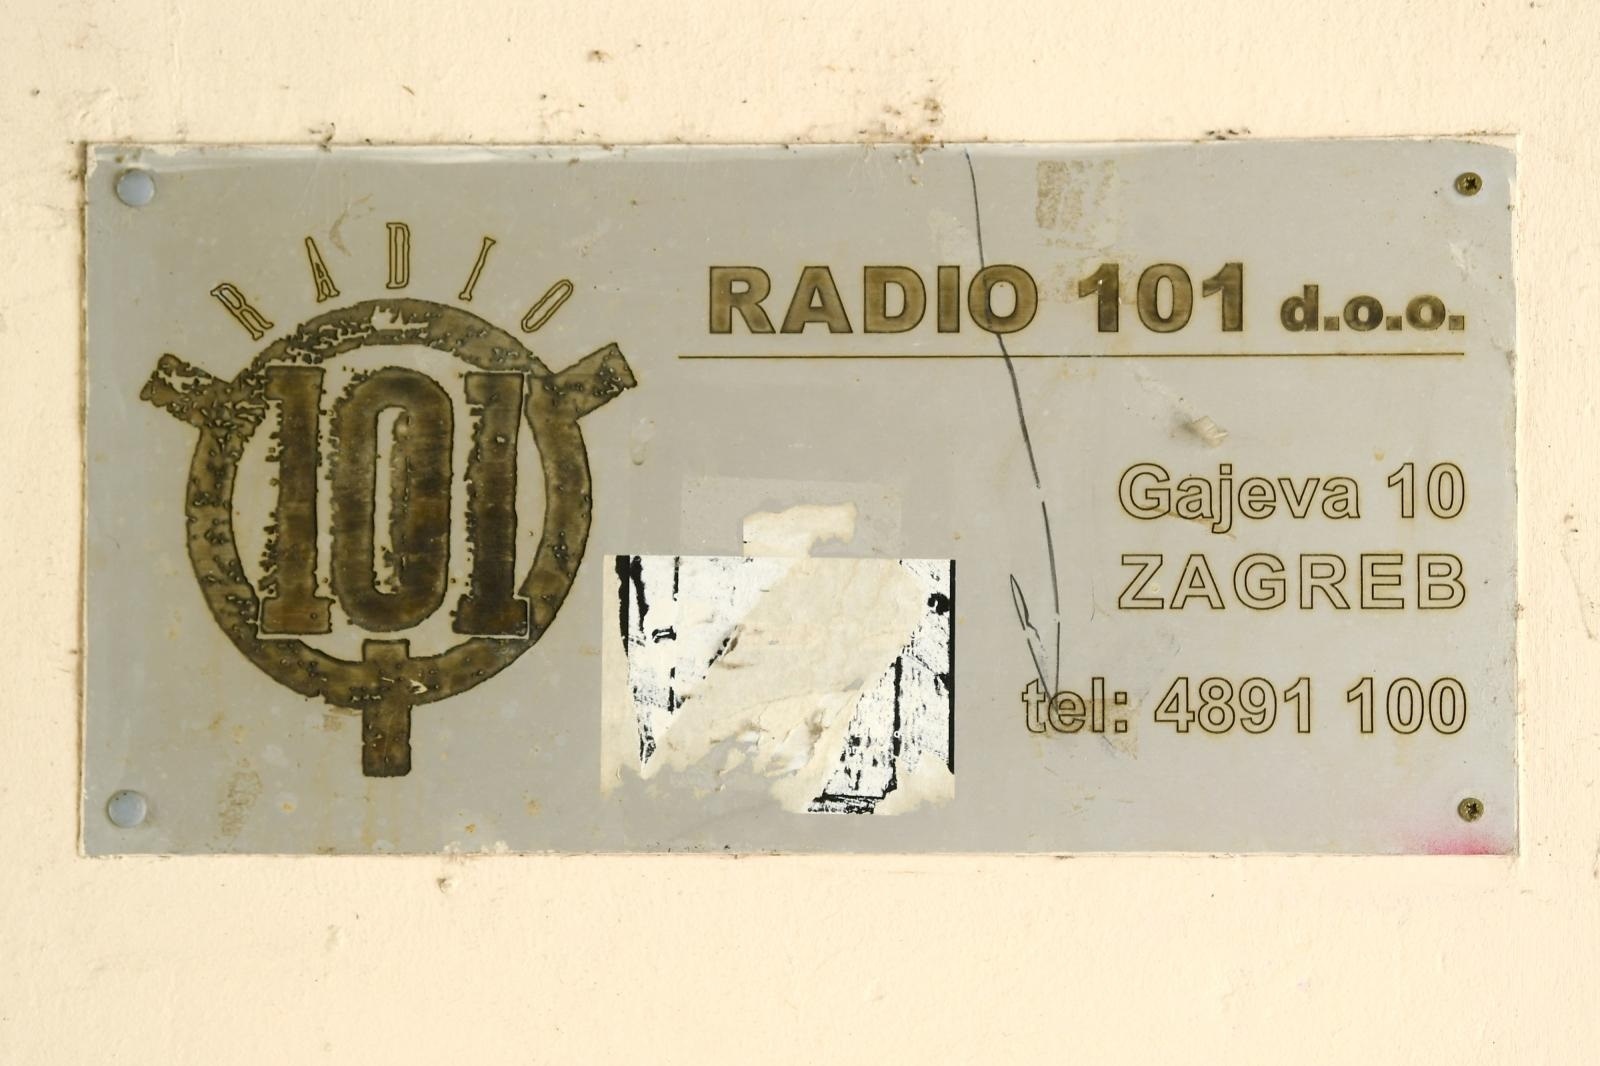 RADIO
101
RADIO 101 d.o.o.
Gajeva 10
ZAGREB
tel: 4891 100